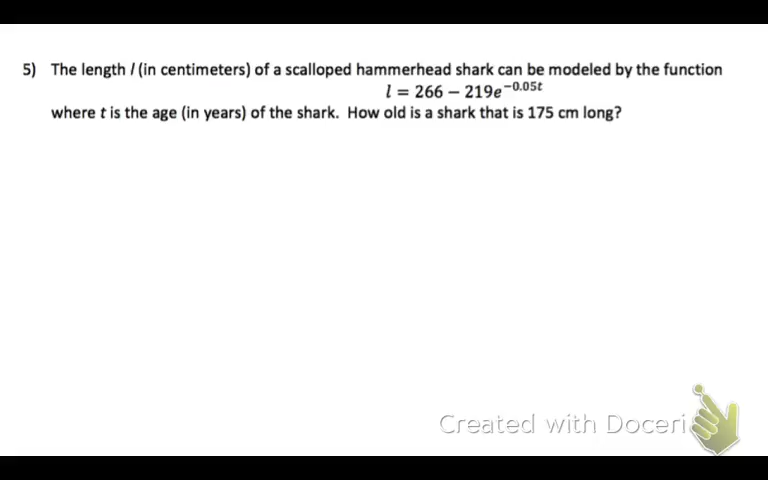 5) The length l (in centimeters) of a scalloped hammerhead shark can be modeled by the function
l = 266 − 219e^{−0.05t}
where t is the age (in years) of the shark. How old is a shark that is 175 cm long?
Created with Doceri